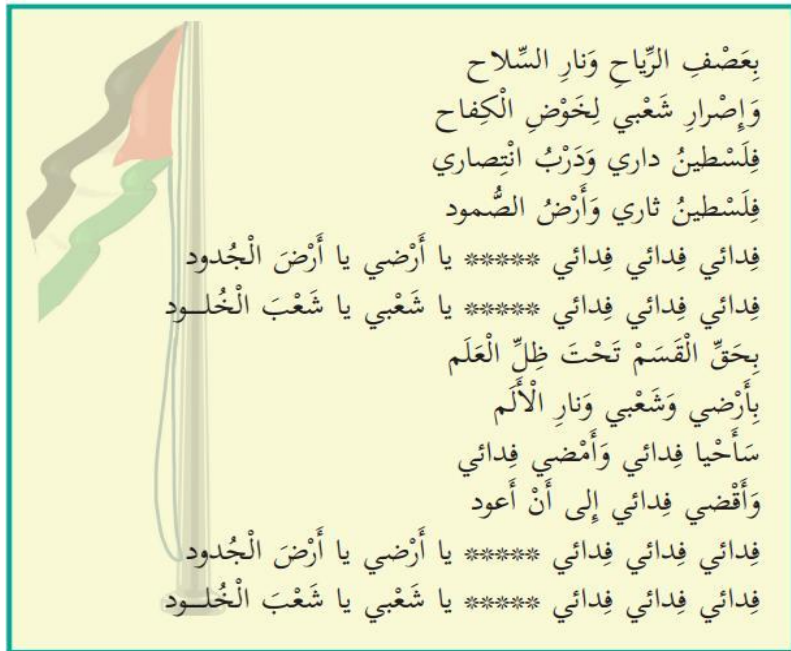 بِعَصْفِ الرِّياحِ وَنارِ السِّلاح
وَإِصْرارِ شَعْبي لِخَوْضِ الْكِفاح
فِلَسْطينُ داري وَدَرْبُ انْتِصاري
فِلَسْطينُ ثاري وَأَرْضُ الصُّمود
فِدائي فِدائي فِدائي ***** يا أَرْضي يا أَرْضَ الْجُدود
فِدائي فِدائي فِدائي ***** يا شَعْبي يا شَعْبَ الْخُلــود
بِحَقِّ الْقَسَمْ تَحْتَ ظِلِّ الْعَلَم
بِأَرْضي وَشَعْبي وَنارِ الْأَلَم
سَأَحْيا فِدائي وَأَمْضي فِدائي
وَأَقْضي فِدائي إِلى أَنْ أَعود
فِدائي فِدائي فِدائي ***** يا أَرْضي يا أَرْضَ الْجُدود
فِدائي فِدائي فِدائي ***** يا شَعْبي يا شَعْبَ الْخُلــود